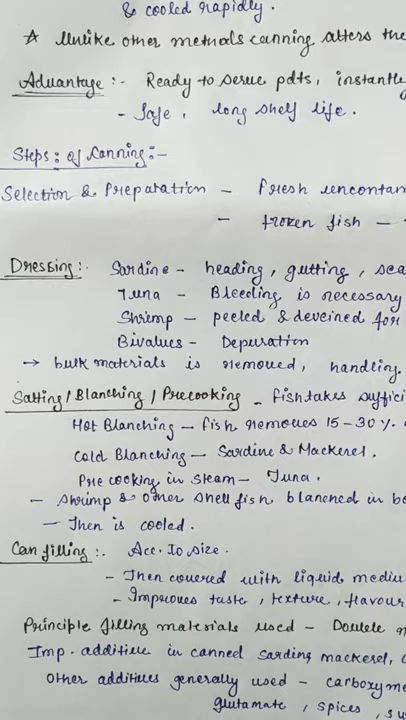 & cooled rapidly.
* Unlike other methods canning alters the
Advantage :- Ready to serve pdts, instantly
- Safe, long shelf life.
Steps: of Canning:-
Selection & Preparation - Fresh uncontam
- frozen fish -
Dressing:- Sardine - heading, gutting, sca
Tuna - Bleeding is necessary
Shrimp - peeled & deveined for
Bivalves - Depuration
→ bulk materials is removed, handling.
Salting/Blanching/Precooking - fish takes suffici
Hot Blanching - fish removes 15-30%.
Cold Blanching - Sardine & Mackerel.
Pre cooking in steam - Tuna.
- Shrimp & other shell fish blanched in bo
- Then is cooled.
Can filling:- Acc. to size.
- Then covered with liquid mediu
- Improves taste, texture, flavour
Principle filling materials used - Double
Imp. additive in canned sardine mackerel,
Other additives generally used - carboxyme
glutamate, spices, su